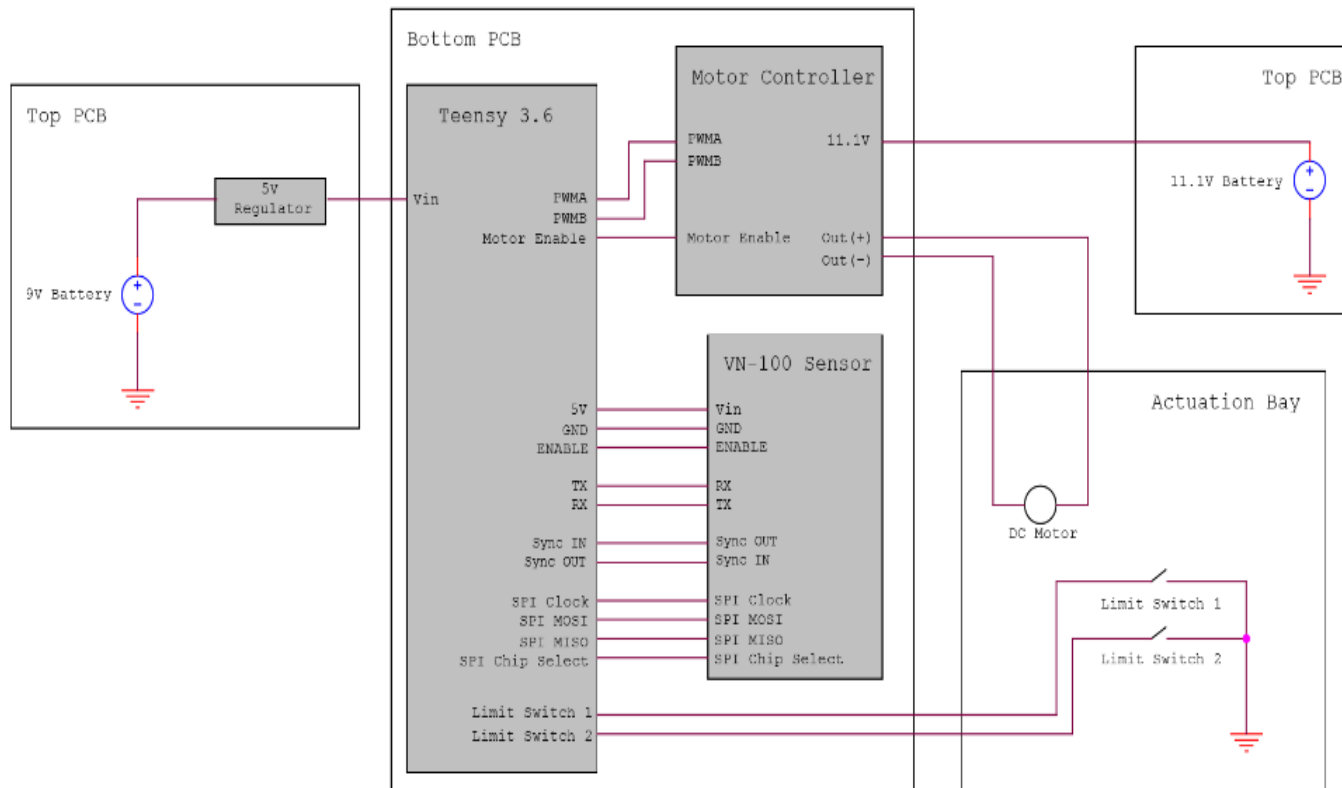 Bottom PCB
Top PCB
5v
Regulator
9V Battery
Teensy 3.6
Vin
PWMA
PWMB
Motor Enable
5V
GND
ENABLE
TX
RX
Sync IN
Sync OUT
SPI Clock
SPI MOSI
SPI MISO
SPI Chip Select
Limit Switch 1
Limit Switch 2
Motor Controller
PWMA
PWMB
11.1V
Motor Enable
Out(+)
Out(-)
VN-100 Sensor
Vin
GND
ENABLE
RX
TX
Sync OUT
Sync IN
SPI Clock
SPI MOSI
SPI MISO
SPI Chip Select
Top PCB
11.1V Battery
Actuation Bay
DC Motor
Limit Switch 1
Limit Switch 2